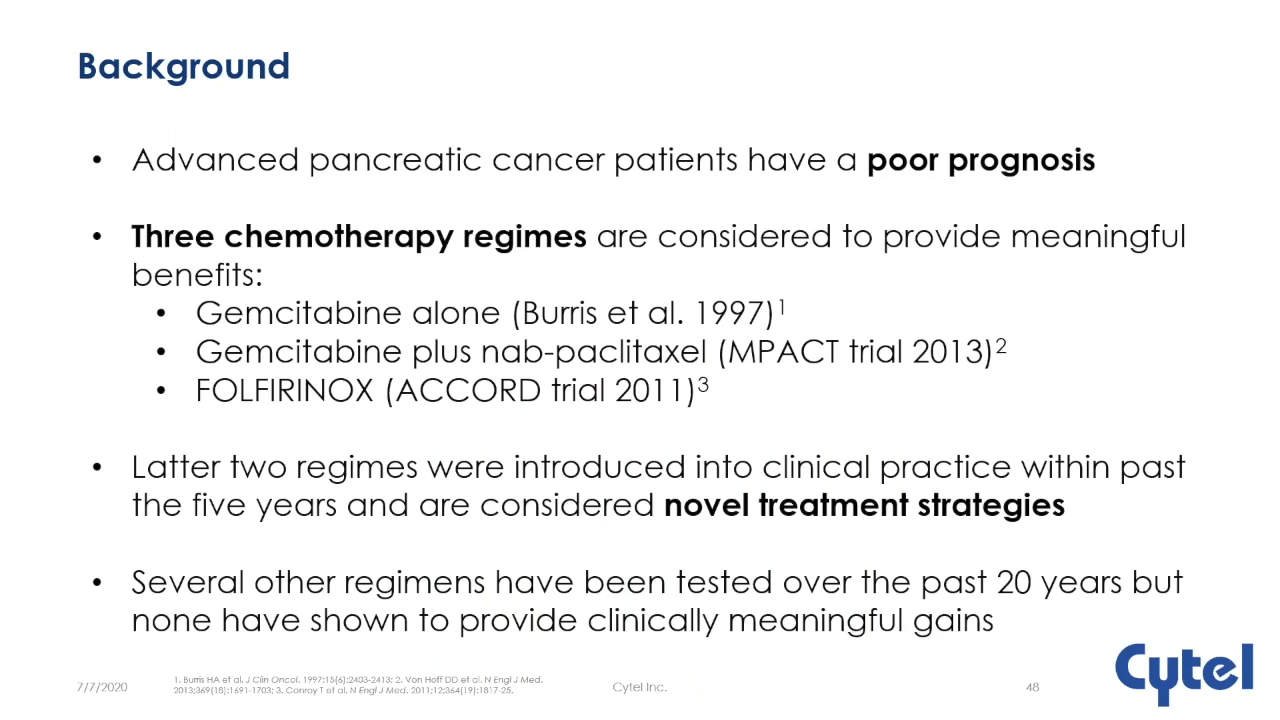 Background
• Advanced pancreatic cancer patients have a poor prognosis
• Three chemotherapy regimes are considered to provide meaningful
benefits:
• Gemcitabine alone (Burris et al. 1997)1
• Gemcitabine plus nab-paclitaxel (MPACT trial 2013)2
• FOLFIRINOX (ACCORD trial 2011)3
• Latter two regimes were introduced into clinical practice within past
the five years and are considered novel treatment strategies
• Several other regimens have been tested over the past 20 years but
none have shown to provide clinically meaningful gains
7/7/2020
1. Burris HA et al. J Clin Oncol. 1997;15(6):2403-2413; 2. Von Hoff DD et al. N Engl J Med.
2013;369(18):1691-1703; 3. Conroy T et al. N Engl J Med. 2011;12;364(19):1817-25.
Cytel Inc.
48
Cytel